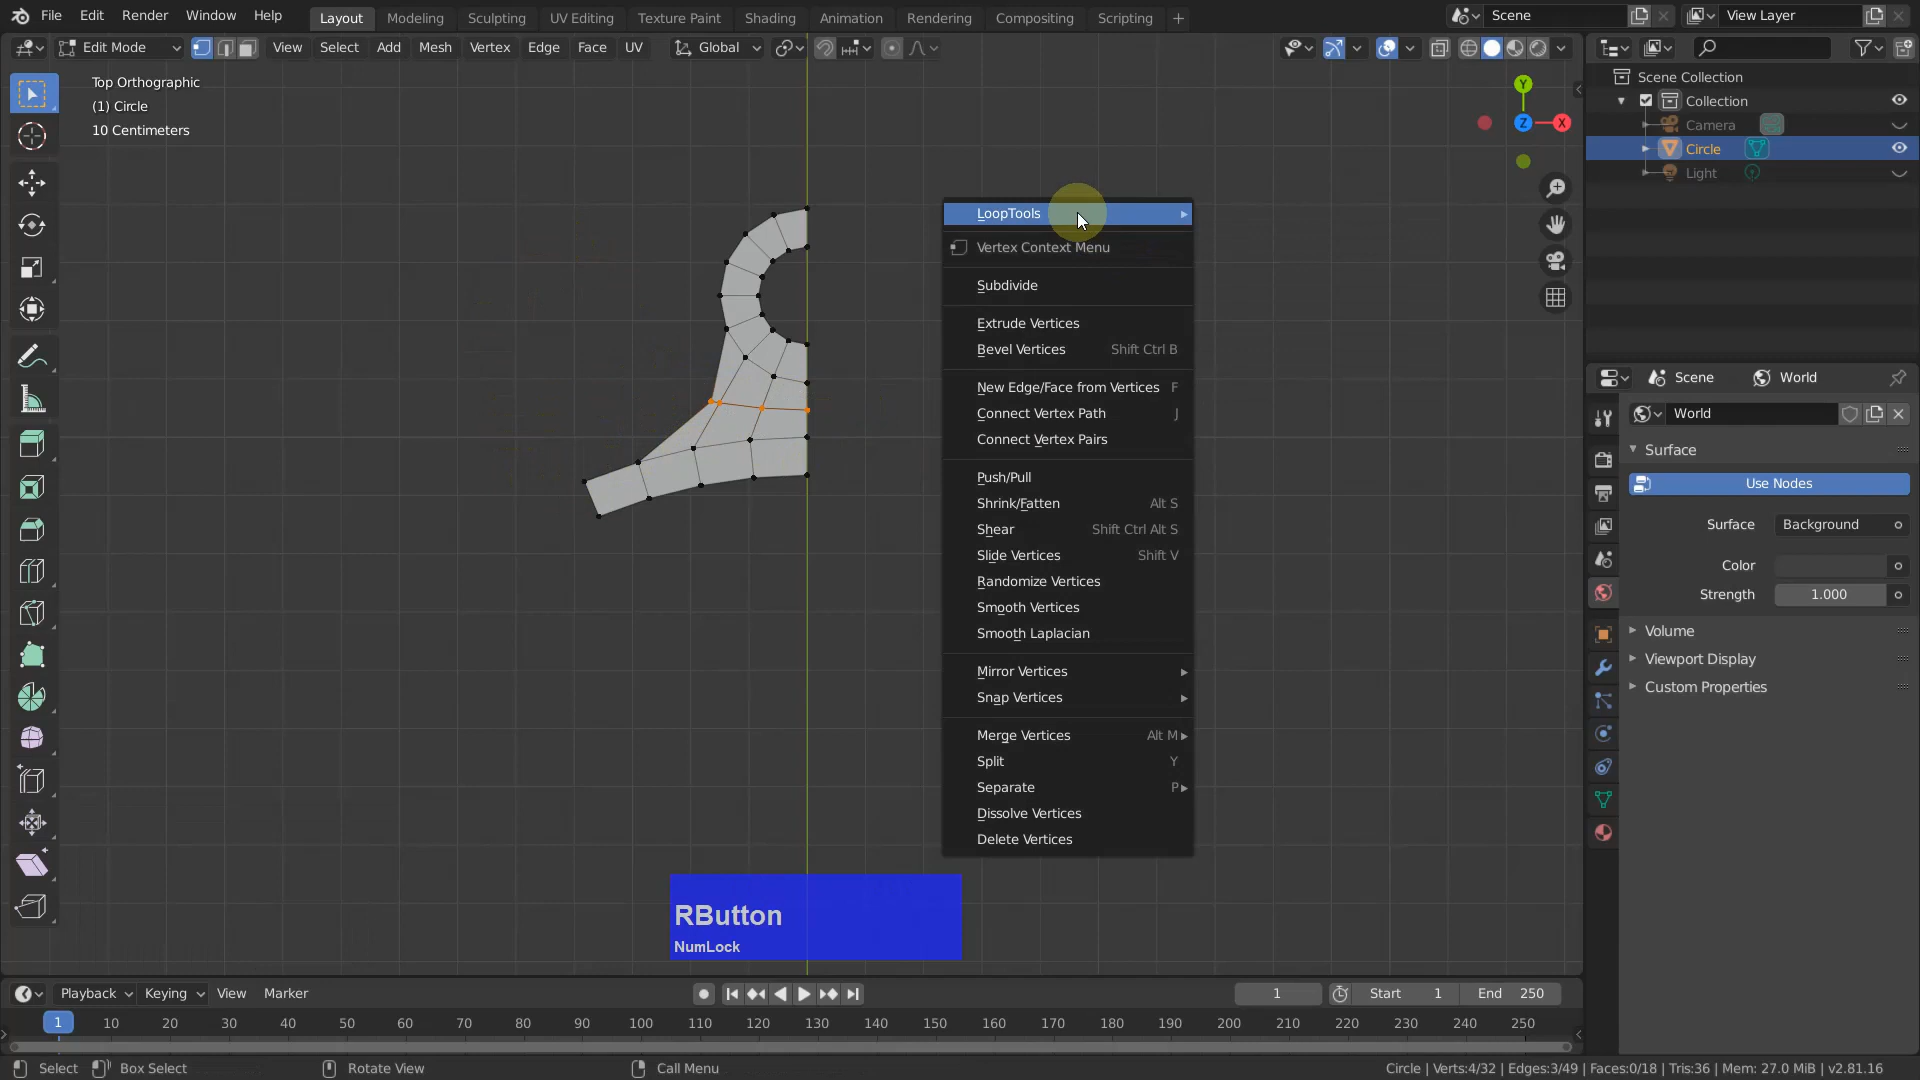 File Edit Render Window Help Layout Modeling Sculpting UV Editing Texture Paint Shading Animation Rendering Compositing Scripting + Scene View Layer
Edit Mode View Select Add Mesh Vertex Edge Face UV Global
Top Orthographic
(1) Circle
10 Centimeters
Y
Z
X
LoopTools
Vertex Context Menu
Subdivide
Extrude Vertices
Bevel Vertices Shift Ctrl B
New Edge/Face from Vertices F
Connect Vertex Path J
Connect Vertex Pairs
Push/Pull
Shrink/Fatten Alt S
Shear Shift Ctrl Alt S
Slide Vertices Shift V
Randomize Vertices
Smooth Vertices
Smooth Laplacian
Mirror Vertices
Snap Vertices
Merge Vertices Alt M
Split Y
Separate P
Dissolve Vertices
Delete Vertices
RButton
NumLock
Scene Collection
Collection
Camera
Circle
Light
Scene World
World
Surface
Use Nodes
Surface Background
Color
Strength 1.000
Volume
Viewport Display
Custom Properties
Playback Keying View Marker 1 Start 1 End 250
1 10 20 30 40 50 60 70 80 90 100 110 120 130 140 150 160 170 180 190 200 210 220 230 240 250
Select Box Select Rotate View Call Menu Circle | Verts:4/32 | Edges:3/49 | Faces:0/18 | Tris:36 | Mem: 27.0 MiB | v2.81.16